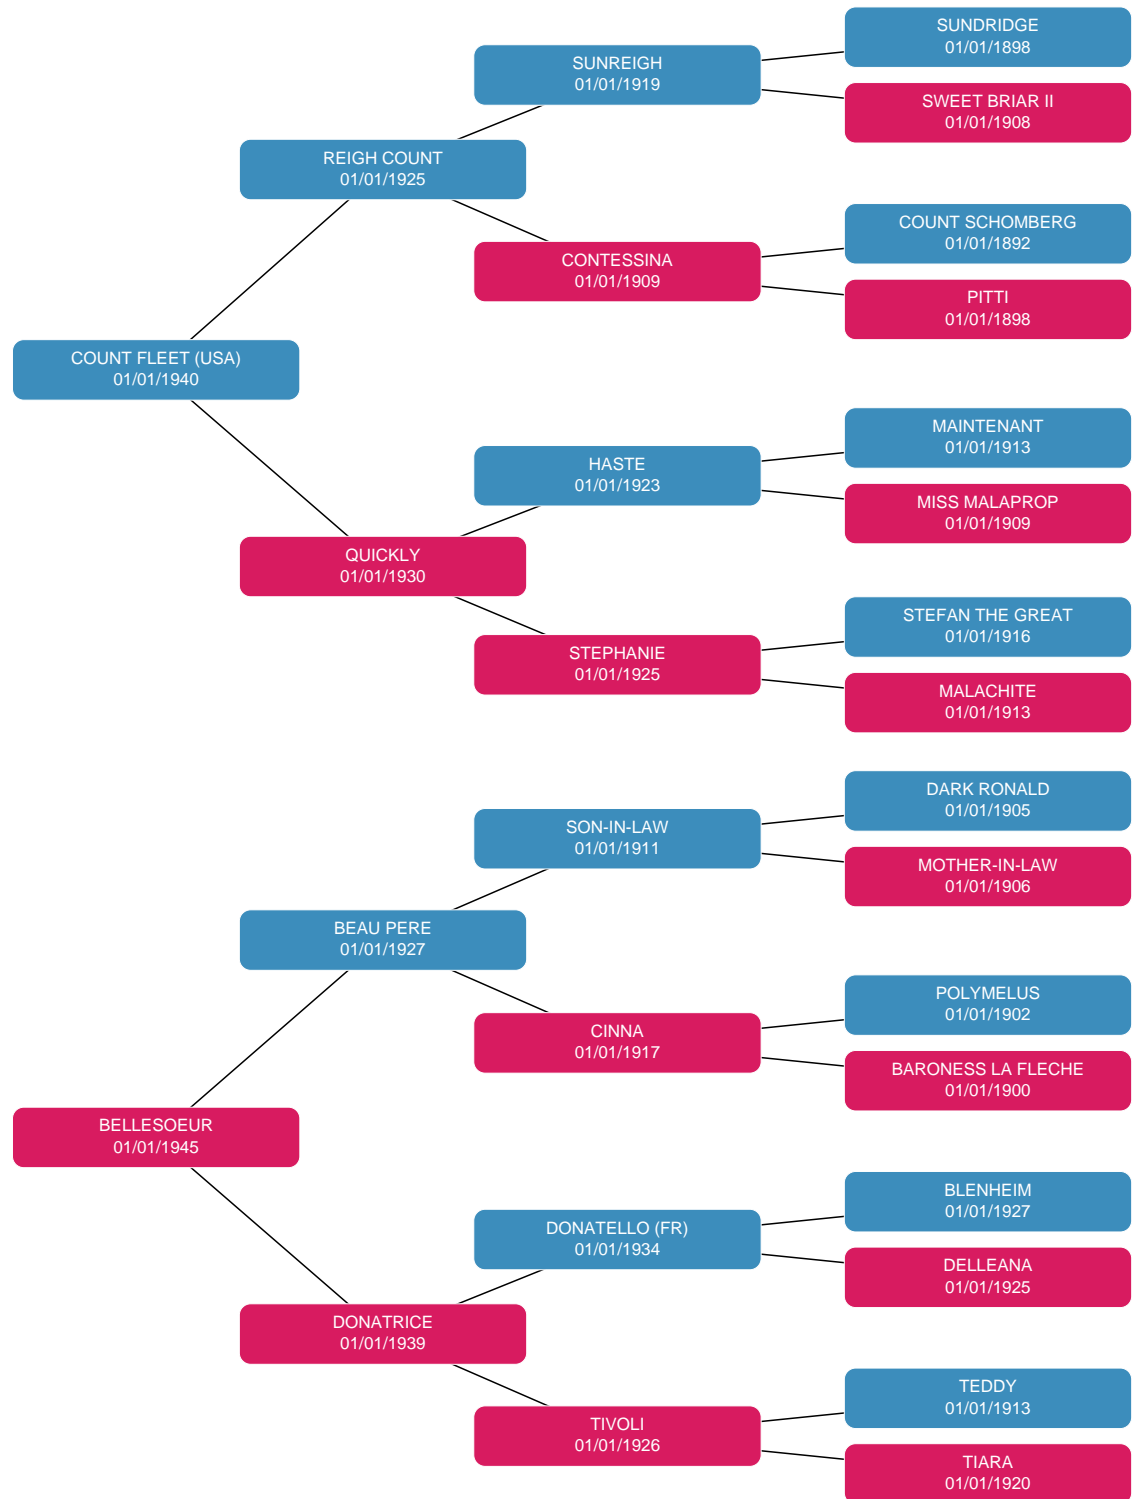 SUNDRIDGE
01/01/1898
SUNREIGH
01/01/1919
SWEET BRIAR II
01/01/1908
REIGH COUNT
01/01/1925
COUNT SCHOMBERG
01/01/1892
CONTESSINA
01/01/1909
PITTI
01/01/1898
COUNT FLEET (USA)
01/01/1940
MAINTENANT
01/01/1913
HASTE
01/01/1923
MISS MALAPROP
01/01/1909
QUICKLY
01/01/1930
STEFAN THE GREAT
01/01/1916
STEPHANIE
01/01/1925
MALACHITE
01/01/1913
DARK RONALD
01/01/1905
SON-IN-LAW
01/01/1911
MOTHER-IN-LAW
01/01/1906
BEAU PERE
01/01/1927
POLYMELUS
01/01/1902
CINNA
01/01/1917
BARONESS LA FLECHE
01/01/1900
BELLESOEUR
01/01/1945
BLENHEIM
01/01/1927
DONATELLO (FR)
01/01/1934
DELLEANA
01/01/1925
DONATRICE
01/01/1939
TEDDY
01/01/1913
TIVOLI
01/01/1926
TIARA
01/01/1920